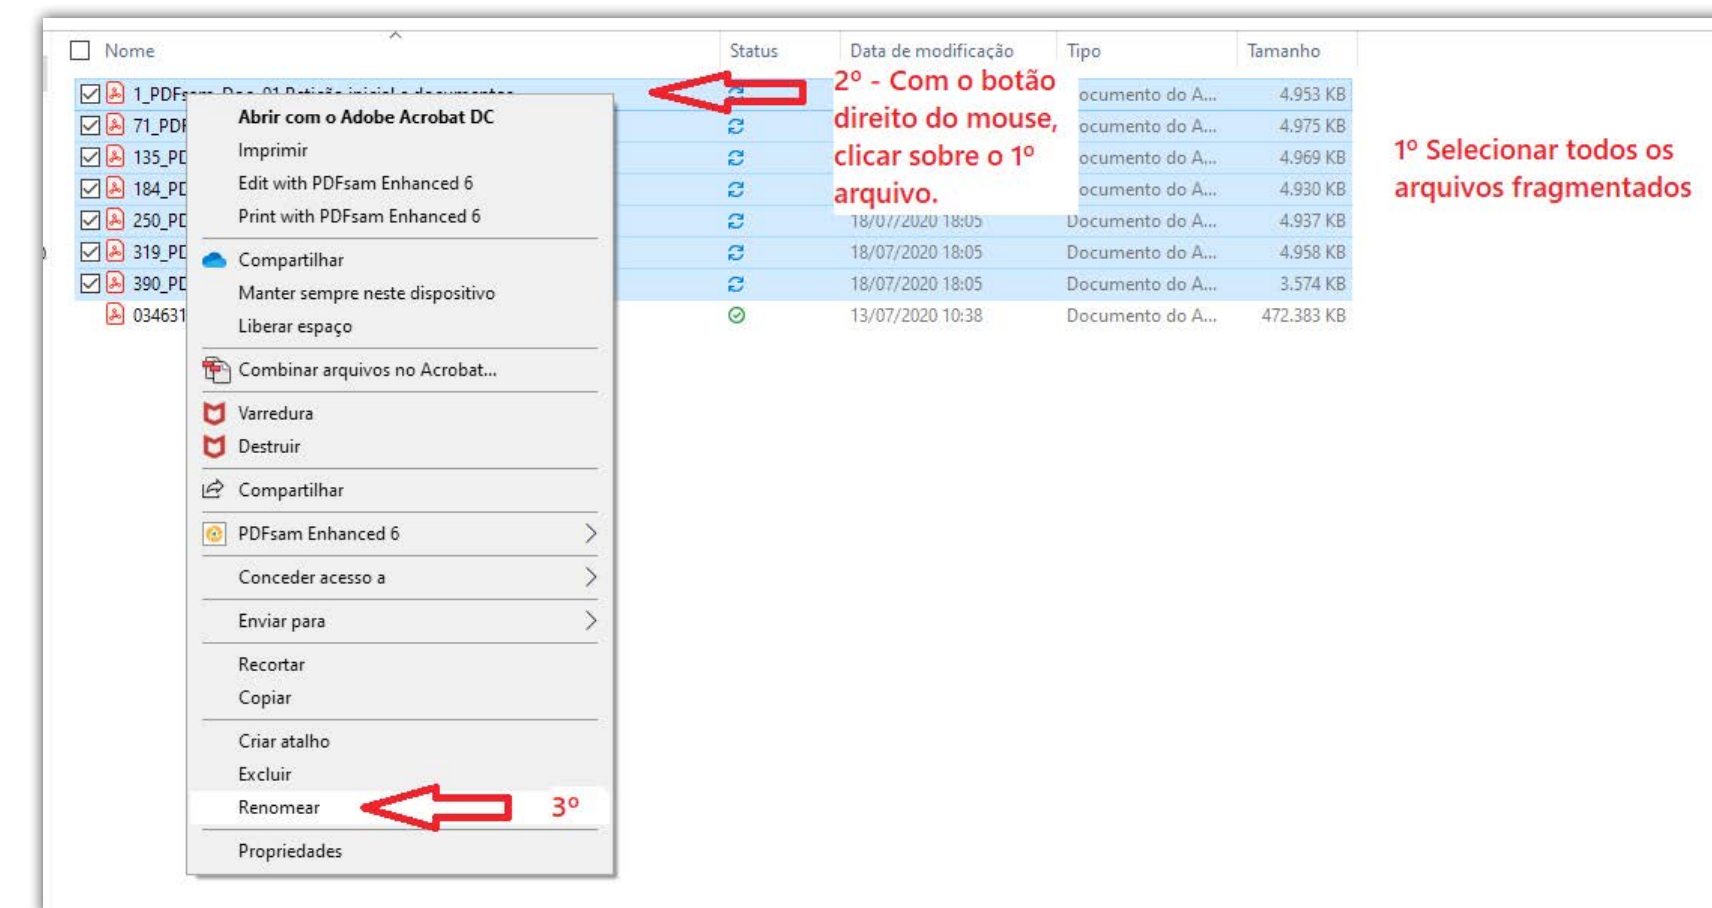 Nome Status Data de modificação Tipo Tamanho
1_PDFsam_Doc. 01 Petição inicial e documentos ocumento do A... 4.953 KB
71_PDF ocumento do A... 4.975 KB
135_PD ocumento do A... 4.969 KB
184_PD ocumento do A... 4.930 KB
250_PD 18/07/2020 18:05 Documento do A... 4.937 KB
319_PD 18/07/2020 18:05 Documento do A... 4.958 KB
390_PD 18/07/2020 18:05 Documento do A... 3.574 KB
034631 13/07/2020 10:38 Documento do A... 472.383 KB
2º - Com o botão
direito do mouse,
clicar sobre o 1º
arquivo.
1º Selecionar todos os
arquivos fragmentados
Abrir com o Adobe Acrobat DC
Imprimir
Edit with PDFsam Enhanced 6
Print with PDFsam Enhanced 6
Compartilhar
Manter sempre neste dispositivo
Liberar espaço
Combinar arquivos no Acrobat...
Varredura
Destruir
Compartilhar
PDFsam Enhanced 6
Conceder acesso a
Enviar para
Recortar
Copiar
Criar atalho
Excluir
Renomear 3º
Propriedades